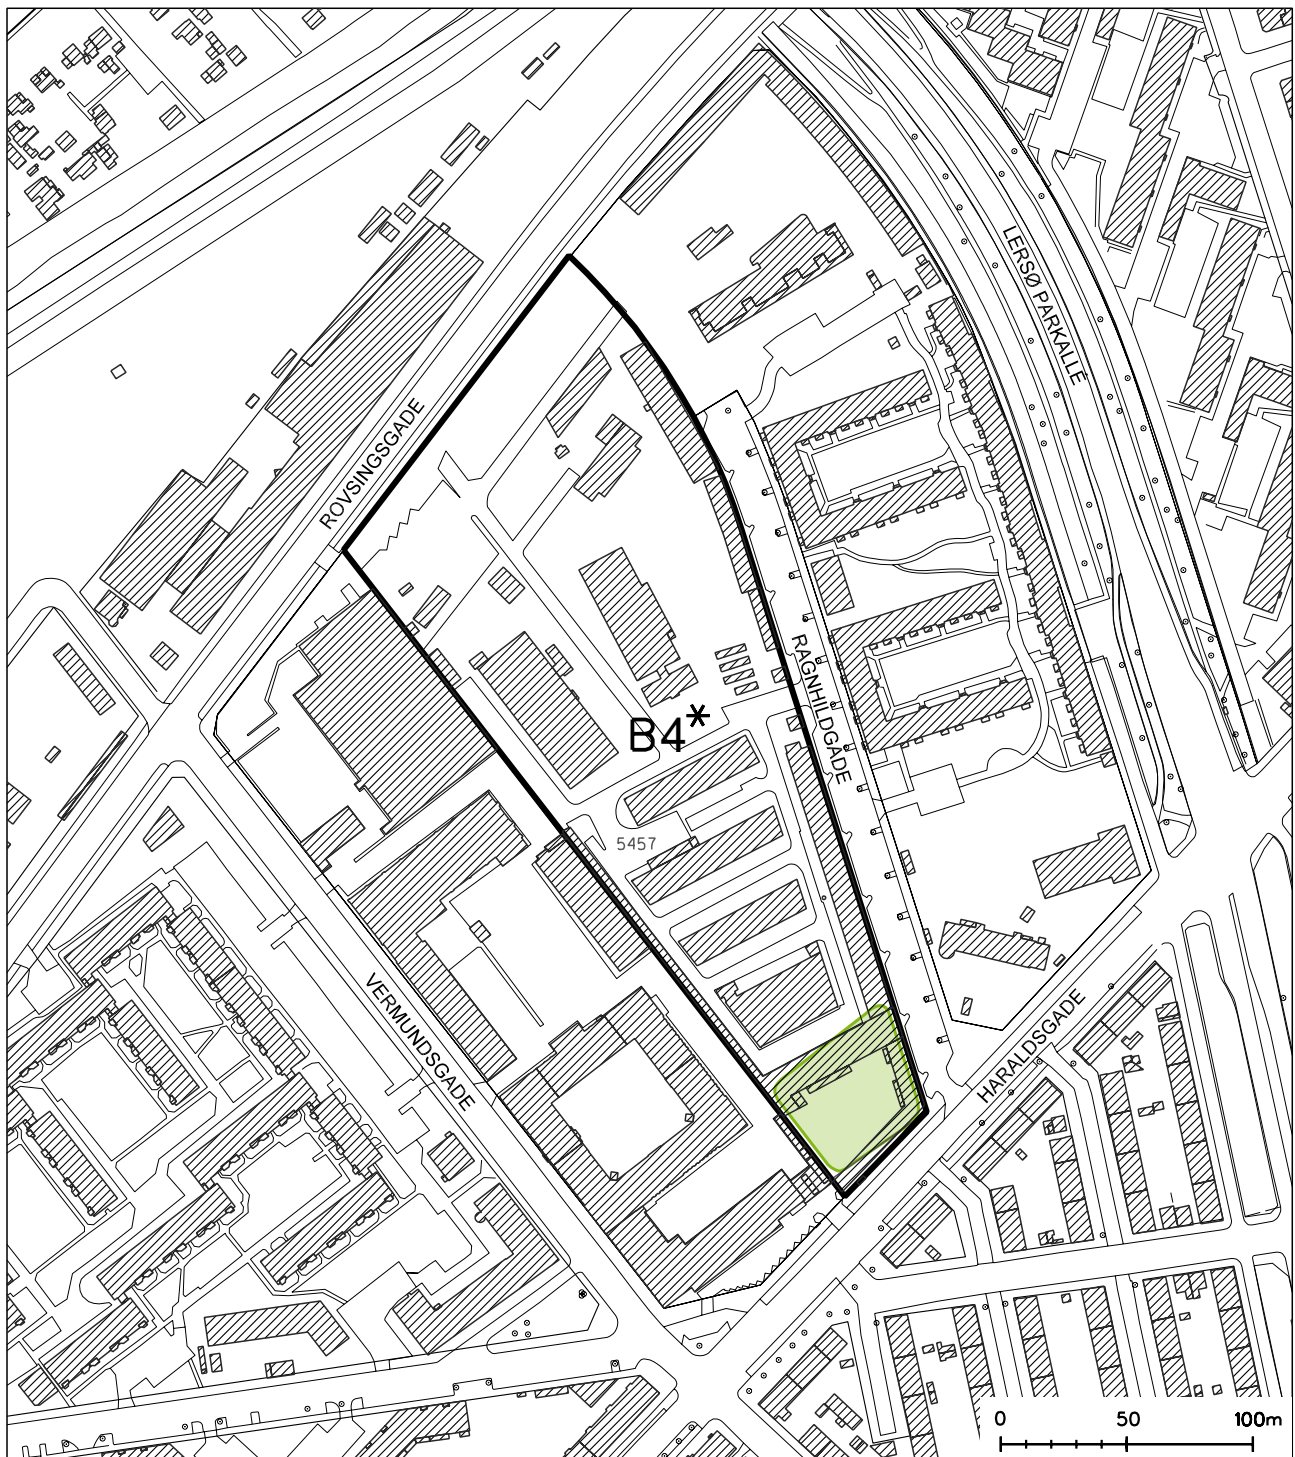 LERSØ PARKALLÉ
ROVSINGSGADE
RAGNHILDGADE
B4*
5457
VERMUNDSGADE
HARALDSGADE
0 50 100m